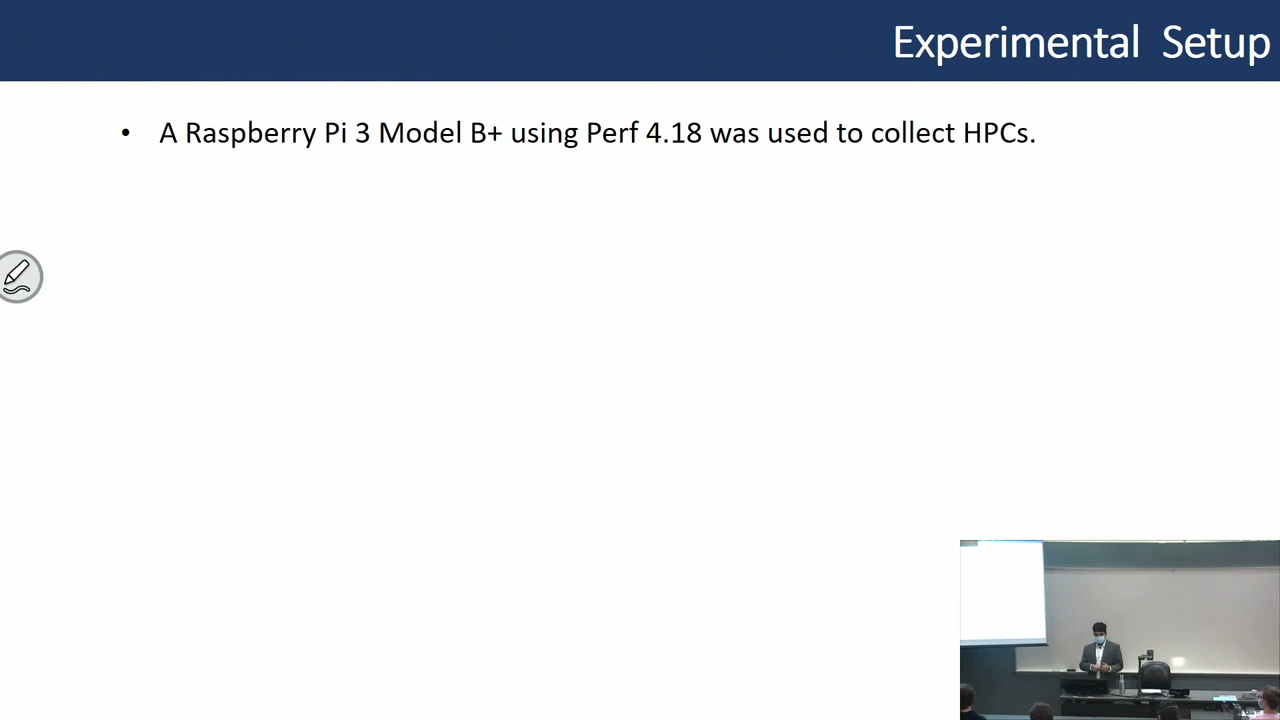 Experimental Setup
• A Raspberry Pi 3 Model B+ using Perf 4.18 was used to collect HPCs.